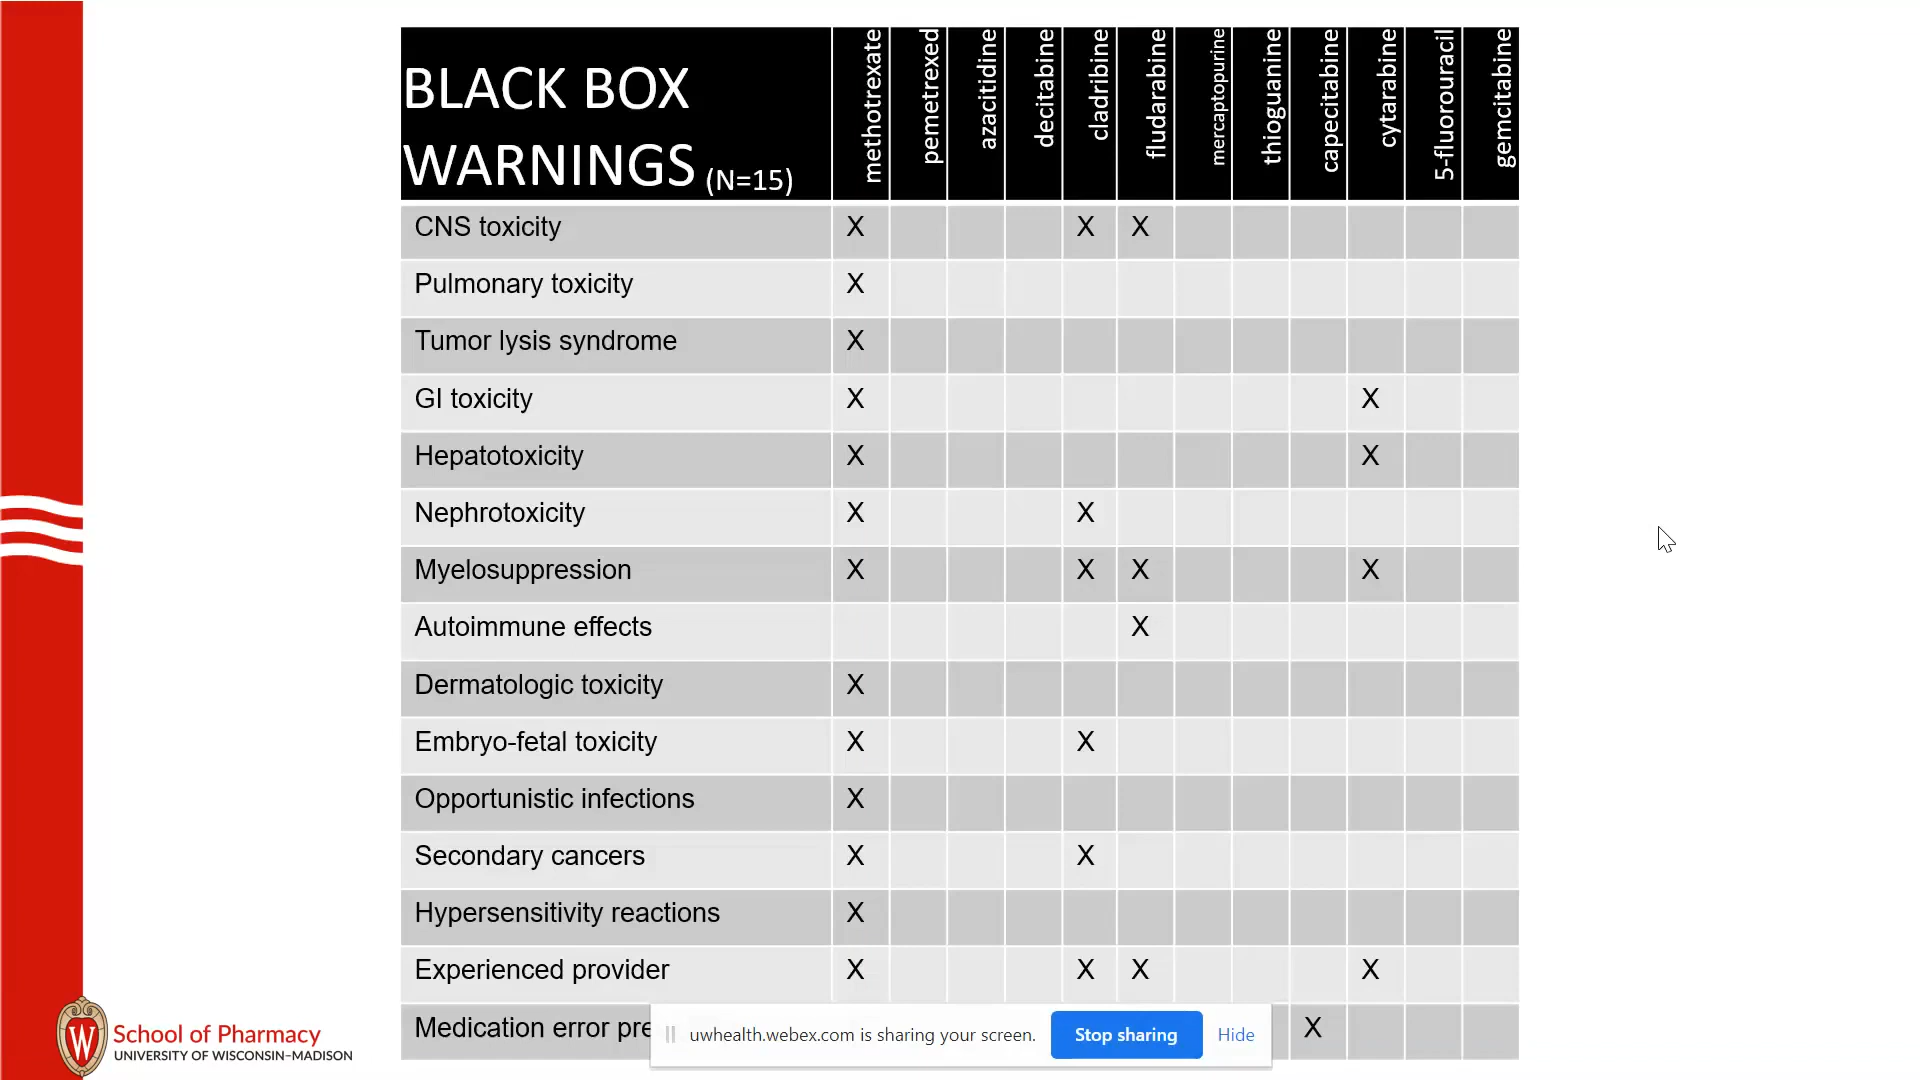 BLACK BOX
WARNINGS (N=15)
methotrexate
pemetrexed
azacitidine
decitabine
cladribine
fludarabine
mercaptopurine
thioguanine
capecitabine
cytarabine
5-fluorouracil
gemcitabine
CNS toxicity X X X
Pulmonary toxicity X
Tumor lysis syndrome X
GI toxicity X X
Hepatotoxicity X X
Nephrotoxicity X X
Myelosuppression X X X X
Autoimmune effects X
Dermatologic toxicity X
Embryo-fetal toxicity X X
Opportunistic infections X
Secondary cancers X X
Hypersensitivity reactions X
Experienced provider X X X X
Medication error pre X
uwhealth.webex.com is sharing your screen. Stop sharing Hide
W School of Pharmacy
UNIVERSITY OF WISCONSIN–MADISON